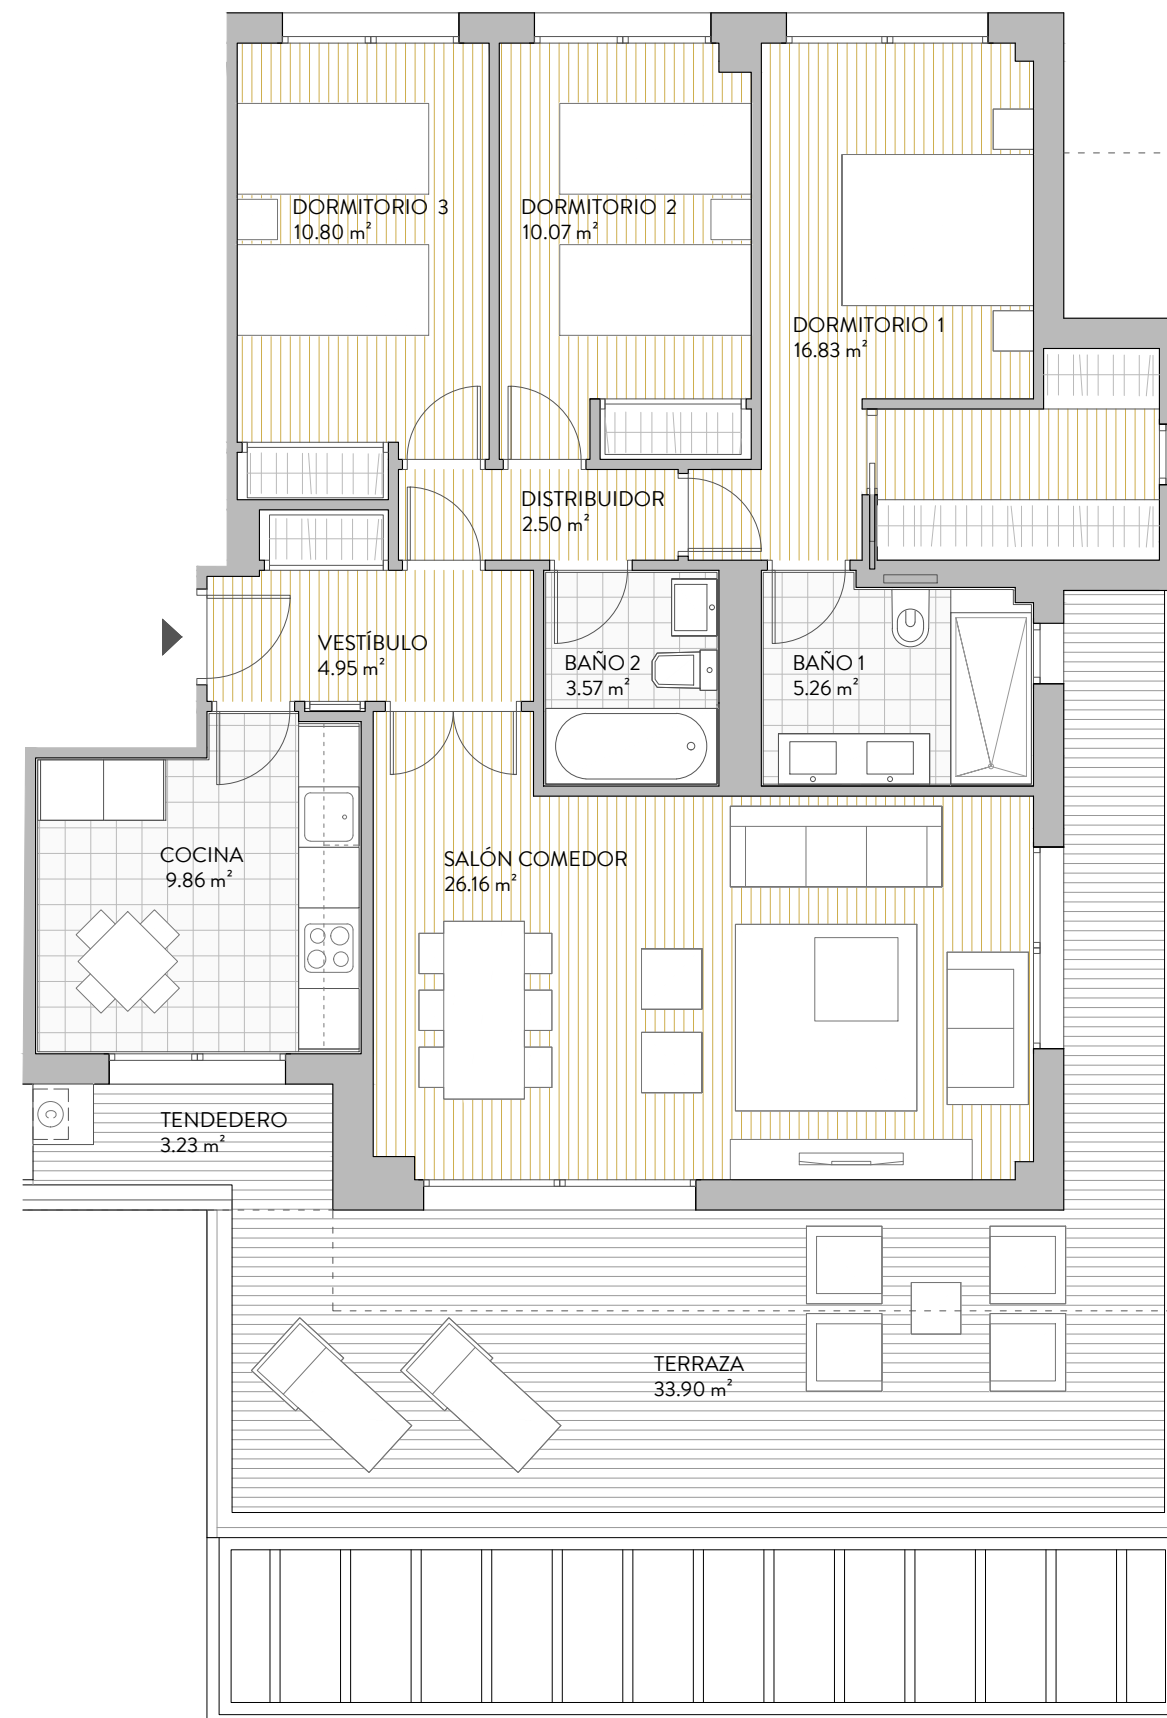 DORMITORIO 3
10.80 m²
DORMITORIO 2
10.07 m²
DORMITORIO 1
16.83 m²
DISTRIBUIDOR
2.50 m²
VESTÍBULO
4.95 m²
BAÑO 2
3.57 m²
BAÑO 1
5.26 m²
COCINA
9.86 m²
SALÓN COMEDOR
26.16 m²
C
TENDEDERO
3.23 m²
TERRAZA
33.90 m²